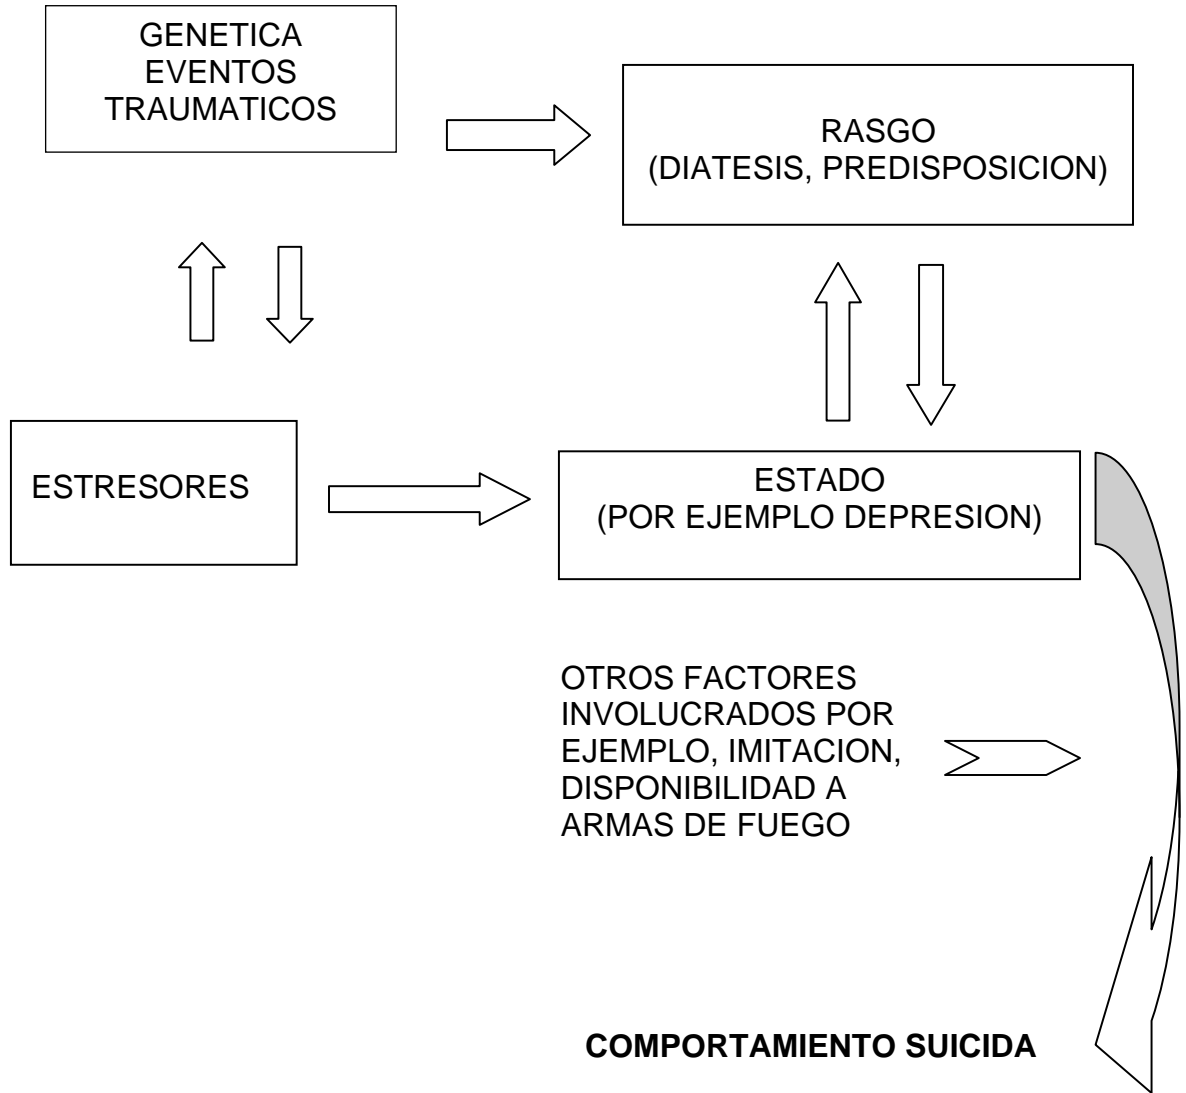 GENETICA
EVENTOS
TRAUMATICOS
RASGO
(DIATESIS, PREDISPOSICION)
ESTRESORES
ESTADO
(POR EJEMPLO DEPRESION)
OTROS FACTORES
INVOLUCRADOS POR
EJEMPLO, IMITACION,
DISPONIBILIDAD A
ARMAS DE FUEGO
COMPORTAMIENTO SUICIDA